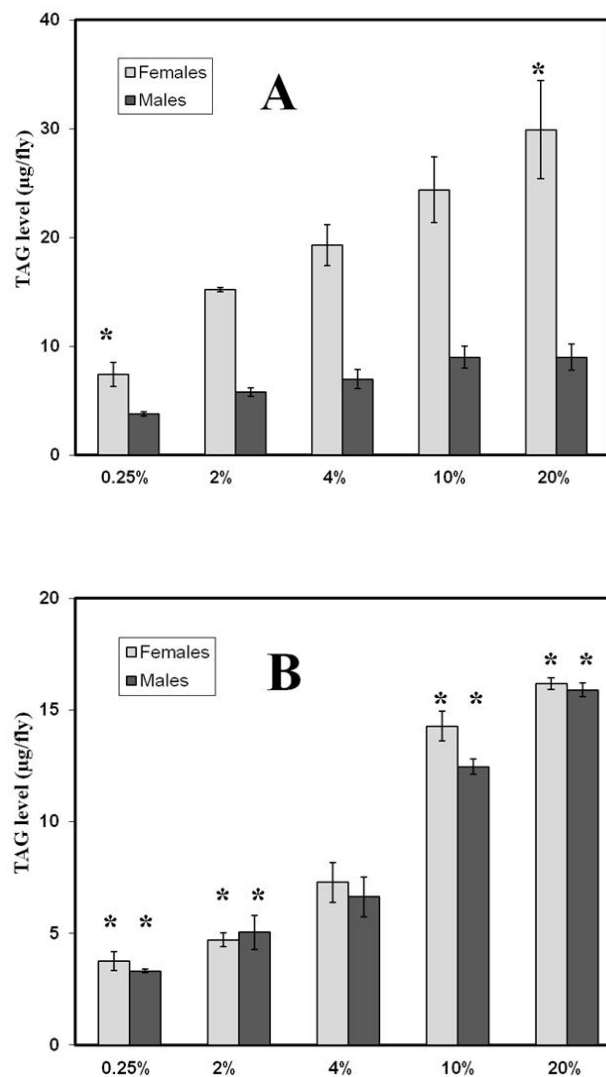 40
Females
Males
A
*
30
TAG level (µg/fly)
20
*
10
0
0.25% 2% 4% 10% 20%
20
Females
Males
B
* *
* *
15
TAG level (µg/fly)
10
* *
* *
5
0
0.25% 2% 4% 10% 20%